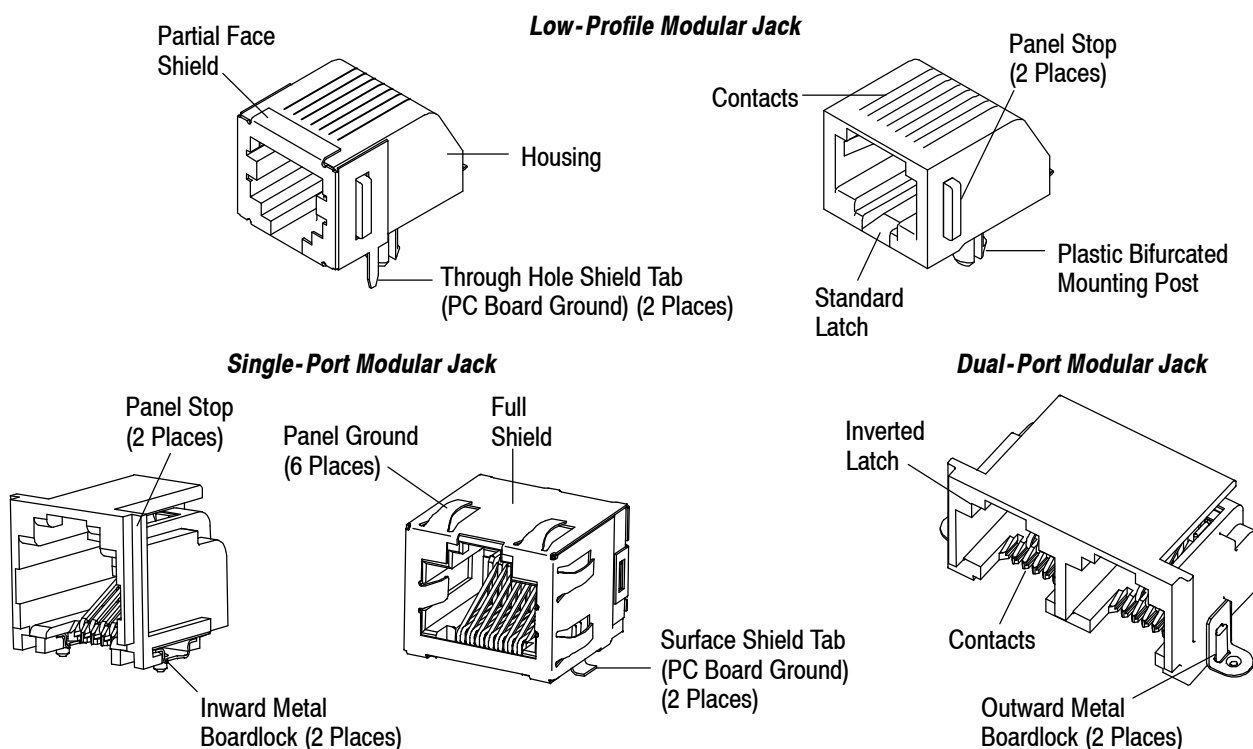 Low-Profile Modular Jack
Partial Face
Shield
Housing
Through Hole Shield Tab
(PC Board Ground) (2 Places)
Contacts
Panel Stop
(2 Places)
Standard
Latch
Plastic Bifurcated
Mounting Post
Single-Port Modular Jack
Panel Stop
(2 Places)
Panel Ground
(6 Places)
Full
Shield
Inward Metal
Boardlock (2 Places)
Surface Shield Tab
(PC Board Ground)
(2 Places)
Dual-Port Modular Jack
Inverted
Latch
Contacts
Outward Metal
Boardlock (2 Places)